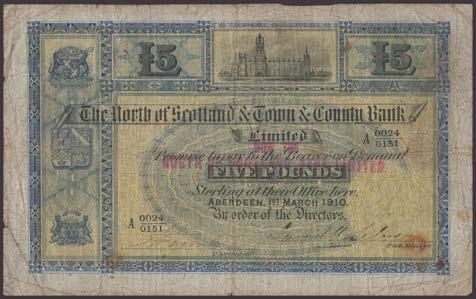 £5 £5
The North of Scotland & Town & County Bank
Limited
A 0024
0151
Promise to pay to the Bearer on Demand
FIVE POUNDS
Sterling at their Office here.
ABERDEEN, 1ST MARCH 1910.
By order of the Directors.
A 0024
0151